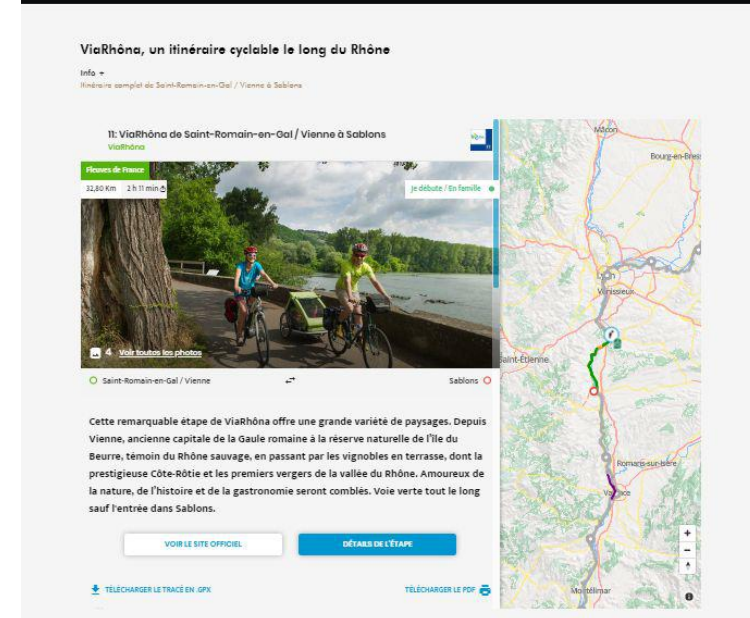 ViaRhôna, un itinéraire cyclable le long du Rhône
Info +
Itinéraire complet de Saint-Romain-en-Gal / Vienne à Sablons
11: ViaRhôna de Saint-Romain-en-Gal / Vienne à Sablons
ViaRhôna
Fleuves de France
32,80 Km 2 h 11 min
Je débute / En famille
4 Voir toutes les photos
Saint-Romain-en-Gal / Vienne
Sablons
Cette remarquable étape de ViaRhôna offre une grande variété de paysages. Depuis
Vienne, ancienne capitale de la Gaule romaine à la réserve naturelle de l'île du
Beurre, témoin du Rhône sauvage, en passant par les vignobles en terrasse, dont la
prestigieuse Côte-Rôtie et les premiers vergers de la vallée du Rhône. Amoureux de
la nature, de l'histoire et de la gastronomie seront comblés. Voie verte tout le long
sauf l'entrée dans Sablons.
VOIR LE SITE OFFICIEL
DÉTAILS DE L'ÉTAPE
TÉLÉCHARGER LE TRACÉ EN .GPX
TÉLÉCHARGER LE PDF
Mâcon
Bourg-en-Bress
Lyon
Vénissieux
Saint-Étienne
Romans-sur-Isère
Valence
Montélimar
+
−